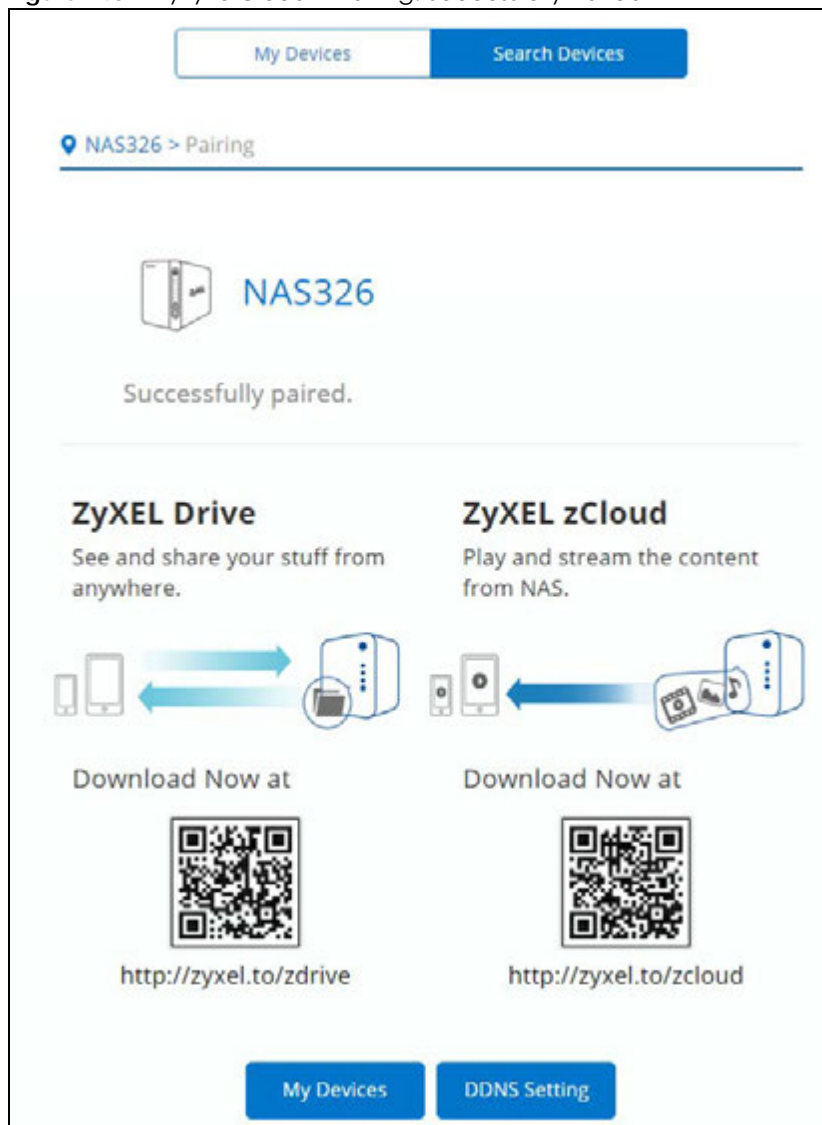 My Devices
Search Devices
NAS326 > Pairing
NAS326
Successfully paired.
ZyXEL Drive
See and share your stuff from
anywhere.
ZyXEL zCloud
Play and stream the content
from NAS.
Download Now at
http://zyxel.to/zdrive
Download Now at
http://zyxel.to/zcloud
My Devices
DDNS Setting